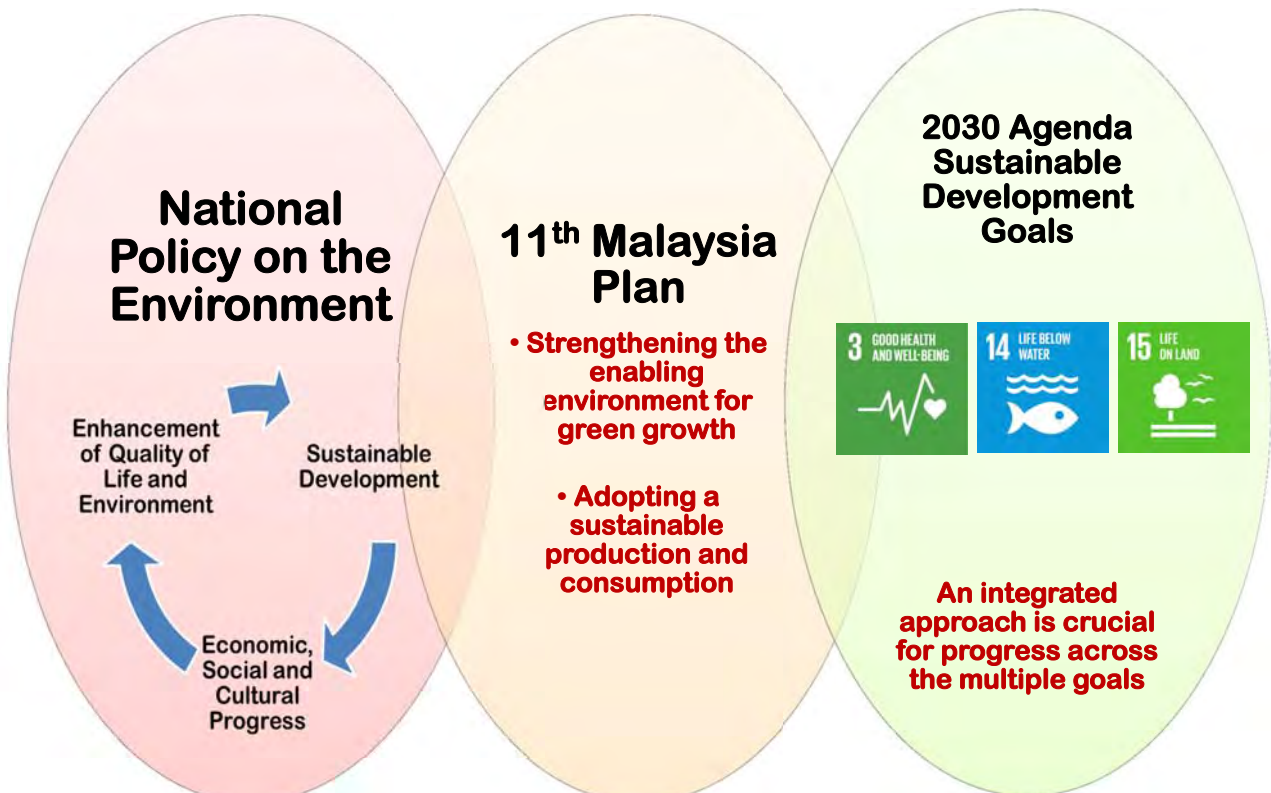 National
Policy on the
Environment
Enhancement
of Quality of
Life and
Environment
Sustainable
Development
Economic,
Social and
Cultural
Progress
11th Malaysia
Plan
• Strengthening the
enabling
environment for
green growth
• Adopting a
sustainable
production and
consumption
2030 Agenda
Sustainable
Development
Goals
3 GOOD HEALTH
AND WELL-BEING
14 LIFE BELOW
WATER
15 LIFE
ON LAND
An integrated
approach is crucial
for progress across
the multiple goals